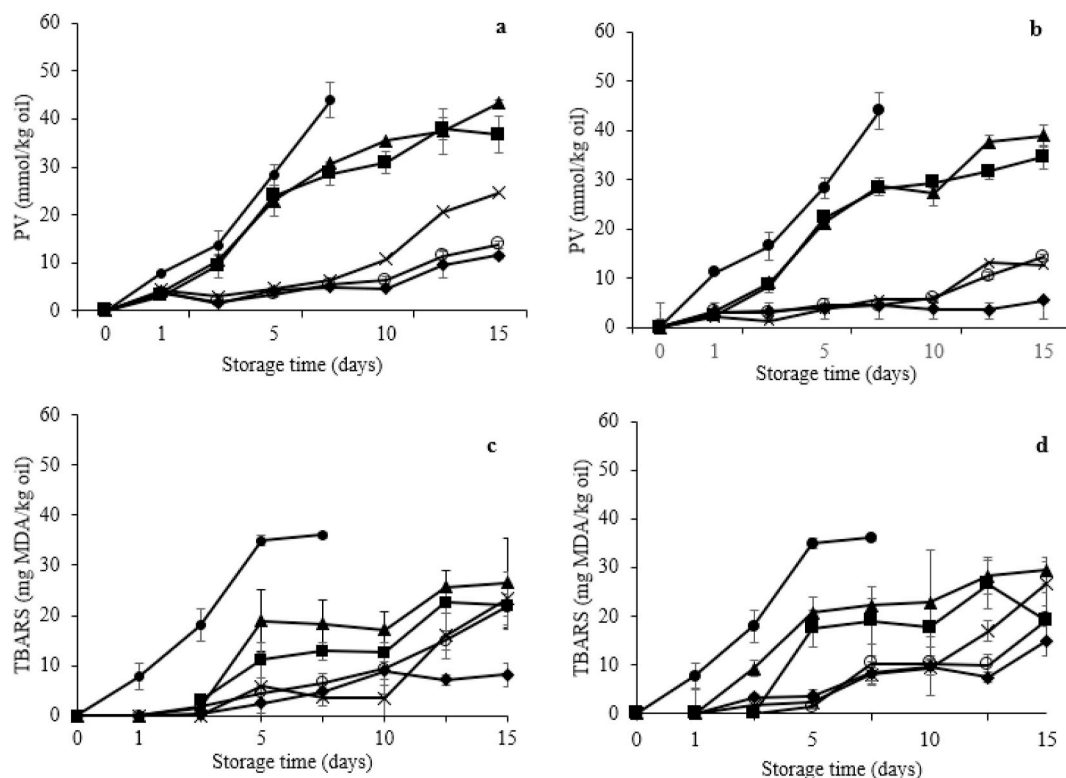 a
60
50
40
30
20
10
0
PV (mmol/kg oil)
0 1 5 10 15
Storage time (days)
b
60
50
40
30
20
10
0
PV (mmol/kg oil)
0 1 5 10 15
Storage time (days)
c
60
50
40
30
20
10
0
TBARS (mg MDA/kg oil)
0 1 5 10 15
Storage time (days)
d
60
50
40
30
20
10
0
TBARS (mg MDA/kg oil)
0 1 5 10 15
Storage time (days)